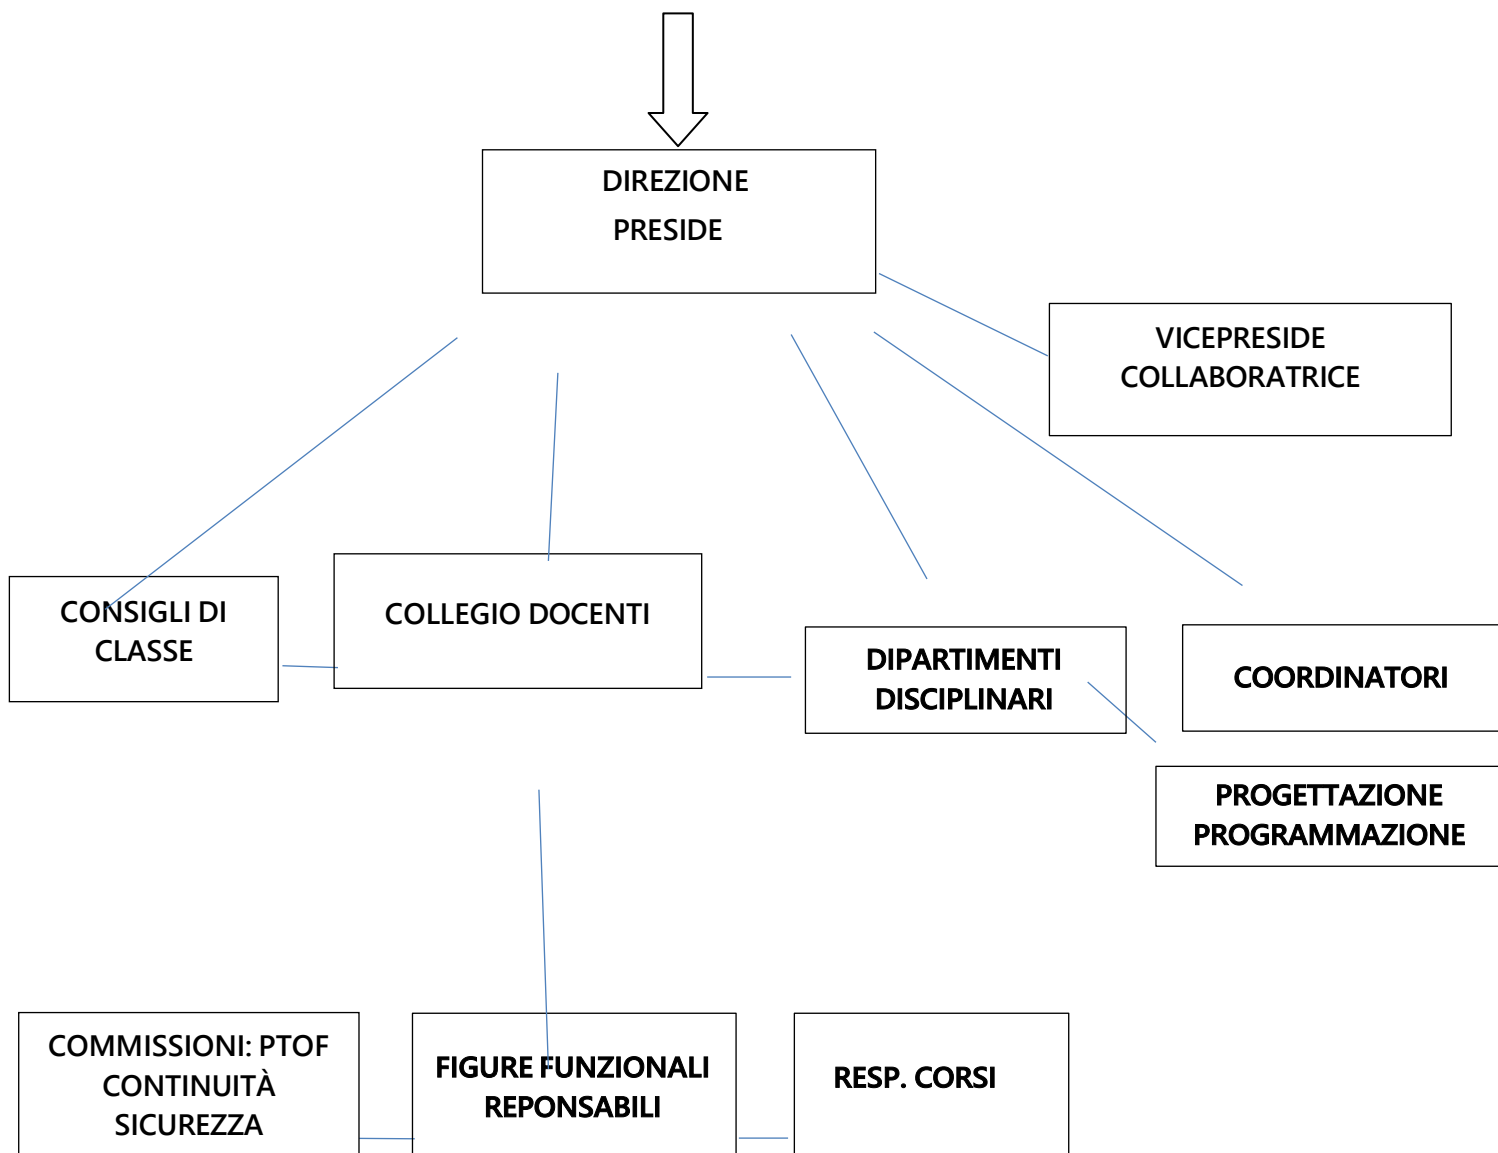 DIREZIONE
PRESIDE
VICEPRESIDE
COLLABORATRICE
CONSIGLI DI
CLASSE
COLLEGIO DOCENTI
DIPARTIMENTI
DISCIPLINARI
COORDINATORI
PROGETTAZIONE
PROGRAMMAZIONE
COMMISSIONI: PTOF
CONTINUITÀ
SICUREZZA
FIGURE FUNZIONALI
REPONSABILI
RESP. CORSI